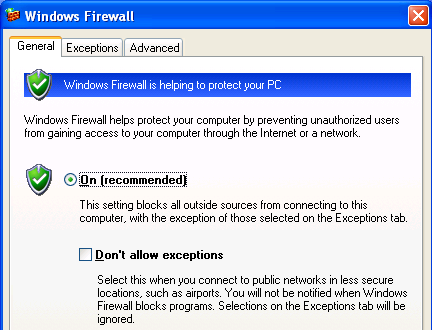 Windows Firewall
General Exceptions Advanced
Windows Firewall is helping to protect your PC
Windows Firewall helps protect your computer by preventing unauthorized users
from gaining access to your computer through the Internet or a network.
On (recommended)
This setting blocks all outside sources from connecting to this
computer, with the exception of those selected on the Exceptions tab.
Don't allow exceptions
Select this when you connect to public networks in less secure
locations, such as airports. You will not be notified when Windows
Firewall blocks programs. Selections on the Exceptions tab will be
ignored.